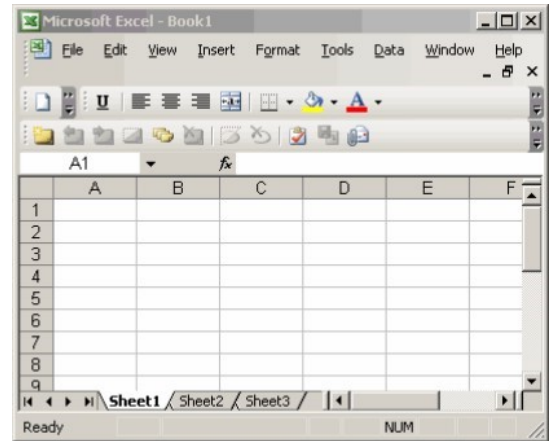 Microsoft Excel - Book1
File Edit View Insert Format Tools Data Window Help
U A
A1 fx
A B C D E F
1
2
3
4
5
6
7
8
9
Sheet1 Sheet2 Sheet3
Ready NUM